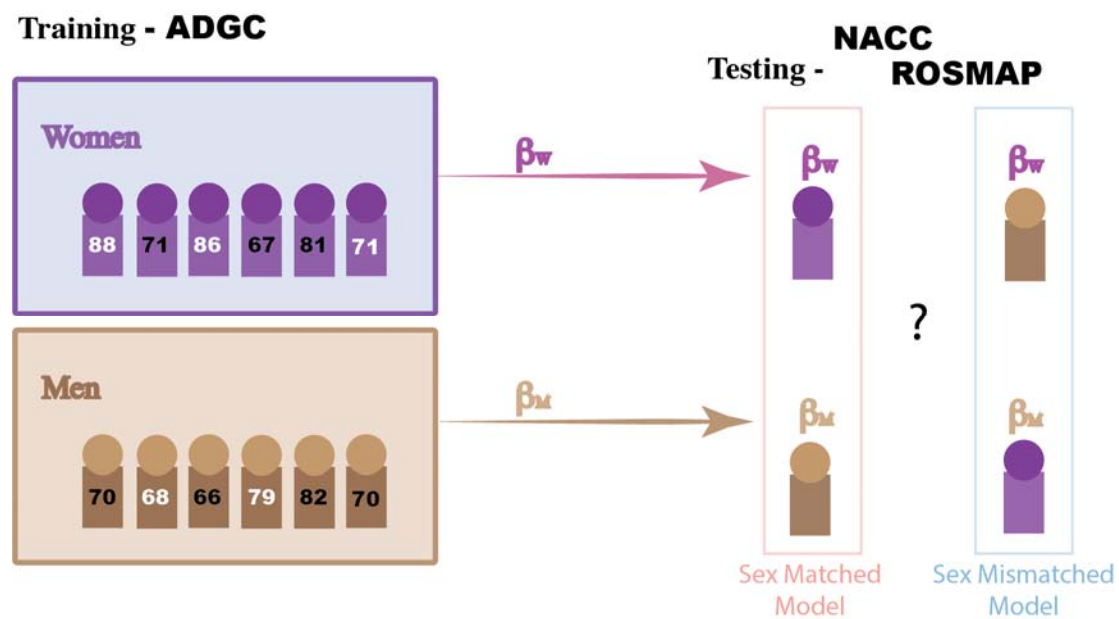 Training - ADGC
NACC
Testing - ROSMAP
Women
βw
βw
βw
88 71 86 67 81 71
?
Men
βM
βM
βM
70 68 66 79 82 70
Sex Matched
Model
Sex Mismatched
Model